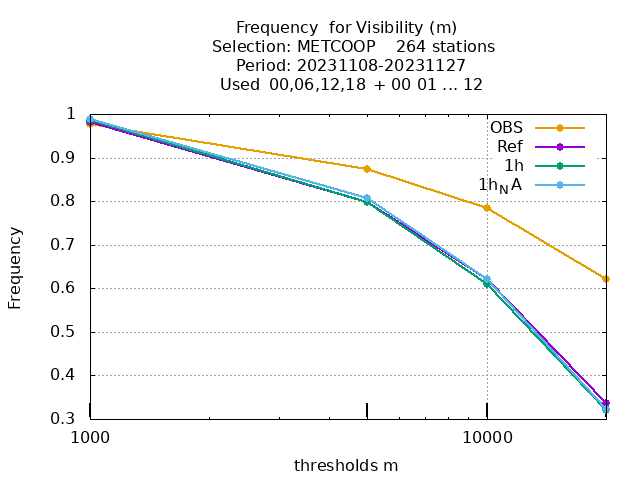 Frequency  for Visibility (m)
Selection: METCOOP    264 stations
Period: 20231108-20231127
Used  00,06,12,18  + 00 01 ... 12
OBS
Ref
1h
1h_NA
1
0.9
0.8
0.7
0.6
0.5
0.4
0.3
Frequency
1000
10000
thresholds m